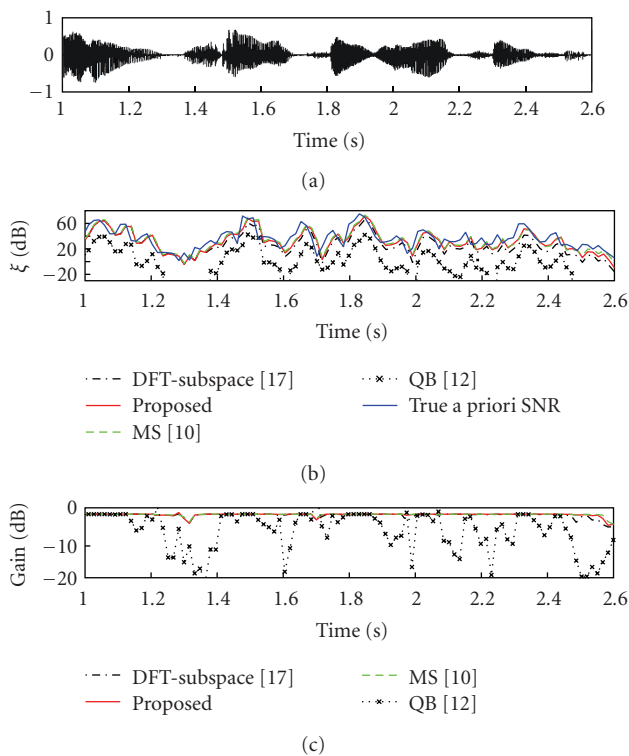 1
0
−1
1 1.2 1.4 1.6 1.8 2 2.2 2.4 2.6
Time (s)
(a)
ξ (dB)
60
20
−20
1 1.2 1.4 1.6 1.8 2 2.2 2.4 2.6
Time (s)
DFT-subspace [17] QB [12]
Proposed True a priori SNR
MS [10]
(b)
Gain (dB)
0
−10
−20
1 1.2 1.4 1.6 1.8 2 2.2 2.4 2.6
Time (s)
DFT-subspace [17] MS [10]
Proposed QB [12]
(c)